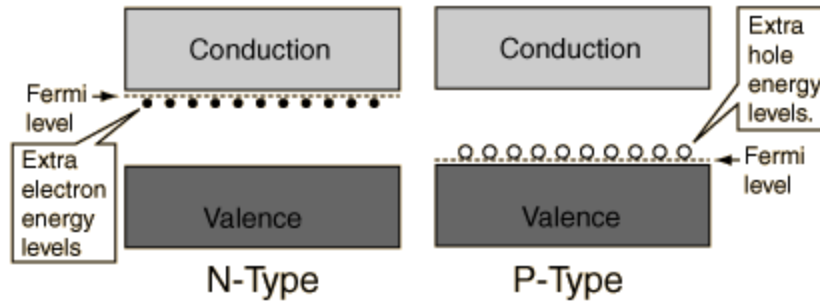 Conduction
Fermi
level
Extra
electron
energy
levels
Valence
N-Type
Conduction
Extra
hole
energy
levels.
Fermi
level
Valence
P-Type